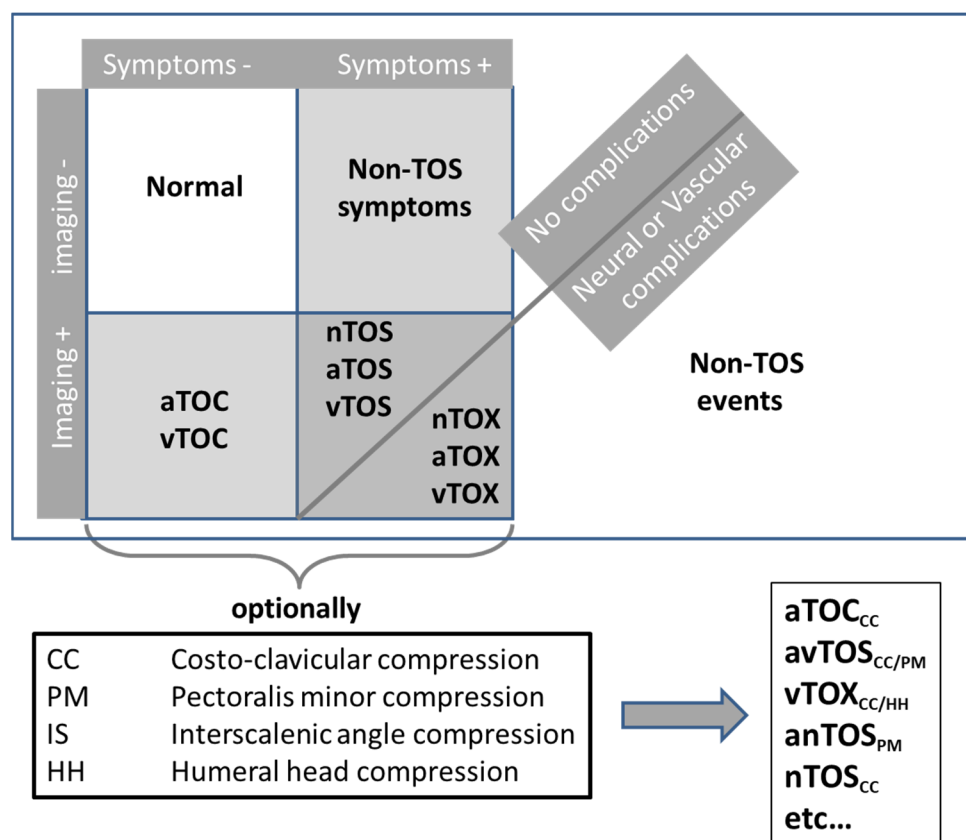 Symptoms - Symptoms +
imaging -
Imaging +
Normal
Non-TOS
symptoms
No complications
Neural or Vascular
complications
aTOC
vTOC
nTOS
aTOS
vTOS
nTOX
aTOX
vTOX
Non-TOS
events
optionally
CC Costo-clavicular compression
PM Pectoralis minor compression
IS Interscalenic angle compression
HH Humeral head compression
aTOCCC
avTOSCC/PM
vTOXCC/HH
anTOSPM
nTOSCC
etc...